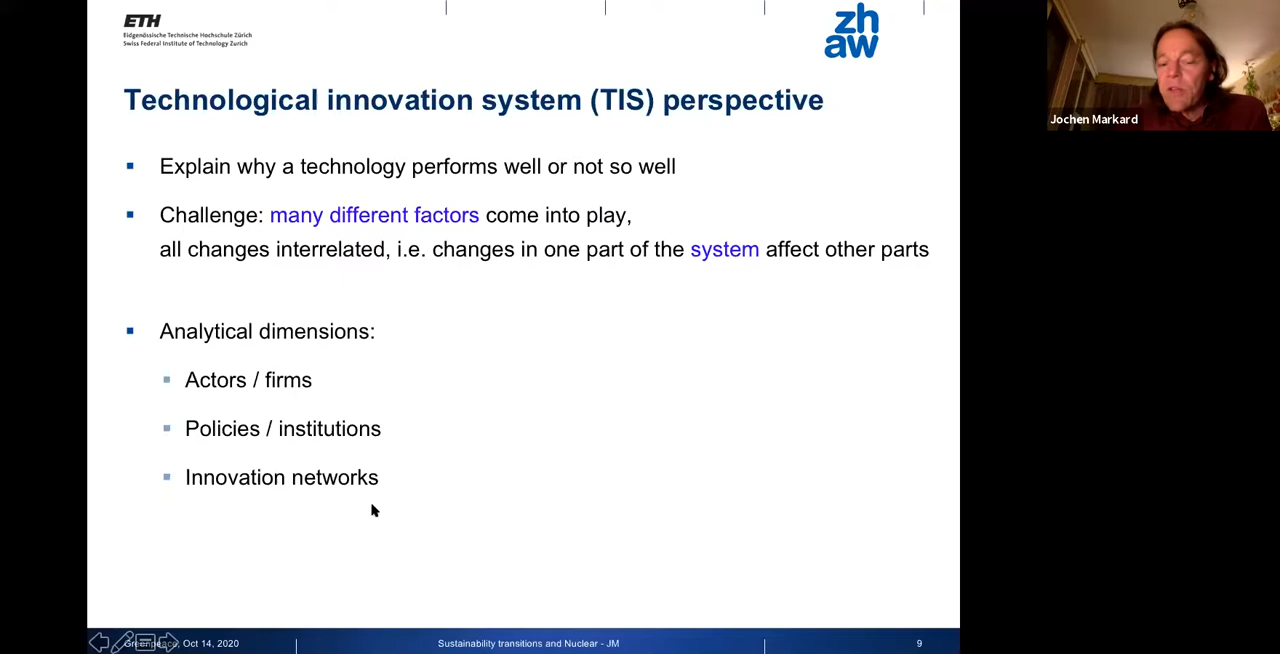 ETH
Eidgenössische Technische Hochschule Zürich
Swiss Federal Institute of Technology Zurich
zh
aw
Jochen Markard
Technological innovation system (TIS) perspective
Explain why a technology performs well or not so well
Challenge: many different factors come into play,
all changes interrelated, i.e. changes in one part of the system affect other parts
Analytical dimensions:
Actors / firms
Policies / institutions
Innovation networks
Greenpeace, Oct 14, 2020
Sustainability transitions and Nuclear - JM
9